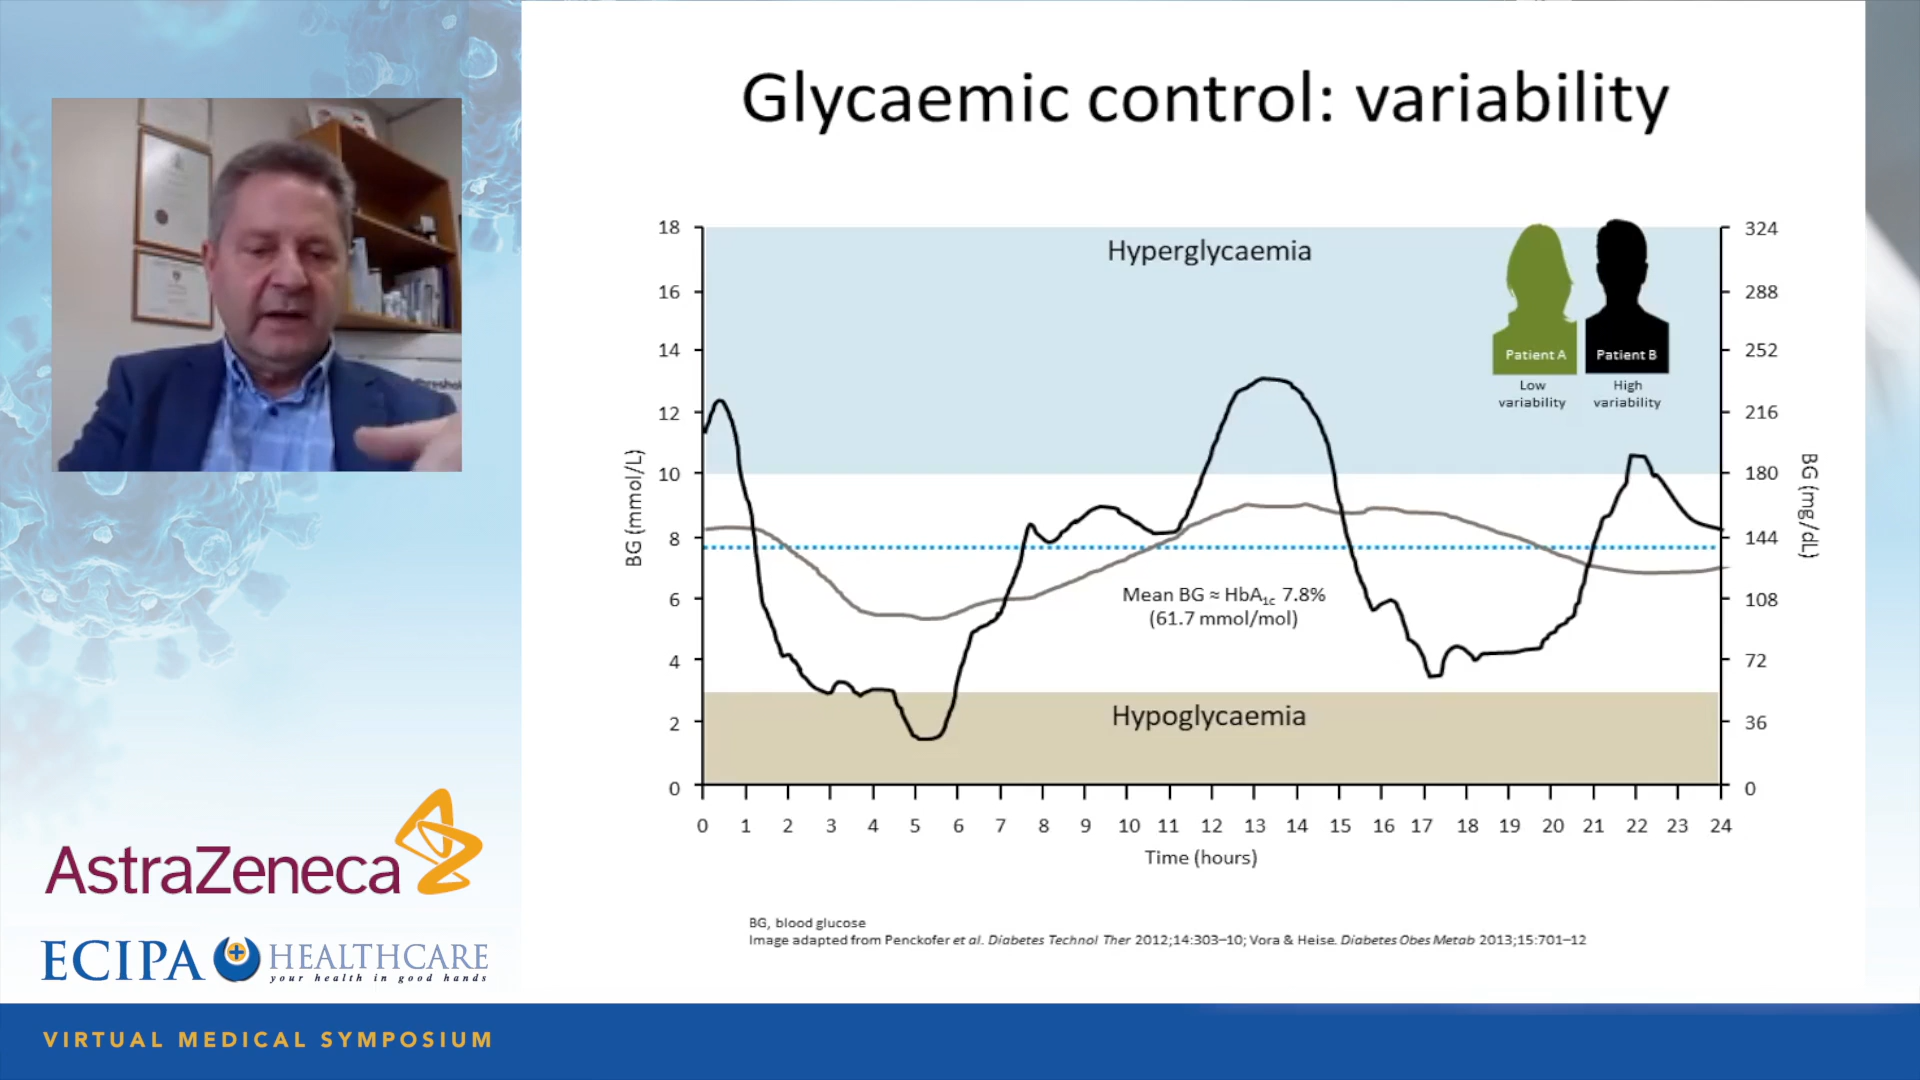 Glycaemic control: variability
18
16
14
12
10
8
6
4
2
0
BG (mmol/L)
Hyperglycaemia
Patient A
Patient B
Low
variability
High
variability
Mean BG ≈ HbA1c 7.8%
(61.7 mmol/mol)
Hypoglycaemia
324
288
252
216
180
144
108
72
36
0
BG (mg/dL)
0 1 2 3 4 5 6 7 8 9 10 11 12 13 14 15 16 17 18 19 20 21 22 23 24
Time (hours)
BG, blood glucose
Image adapted from Penckofer et al. Diabetes Technol Ther 2012;14:303–10; Vora & Heise. Diabetes Obes Metab 2013;15:701–12
AstraZeneca
ECIPA HEALTHCARE
your health in good hands
VIRTUAL MEDICAL SYMPOSIUM